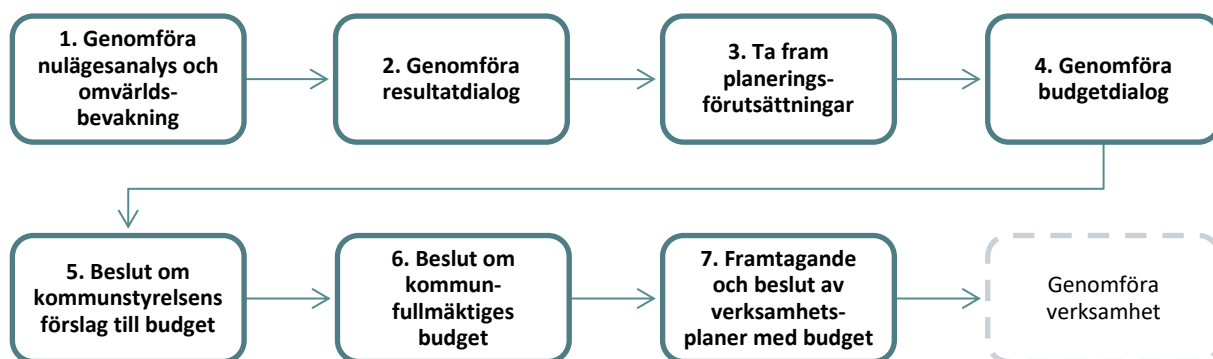 1. Genomföra
nulägesanalys och
omvärlds-
bevakning
2. Genomföra
resultatdialog
3. Ta fram
planerings-
förutsättningar
4. Genomföra
budgetdialog
5. Beslut om
kommunstyrelsens
förslag till budget
6. Beslut om
kommun-
fullmäktiges
budget
7. Framtagande
och beslut av
verksamhets-
planer med budget
Genomföra
verksamhet